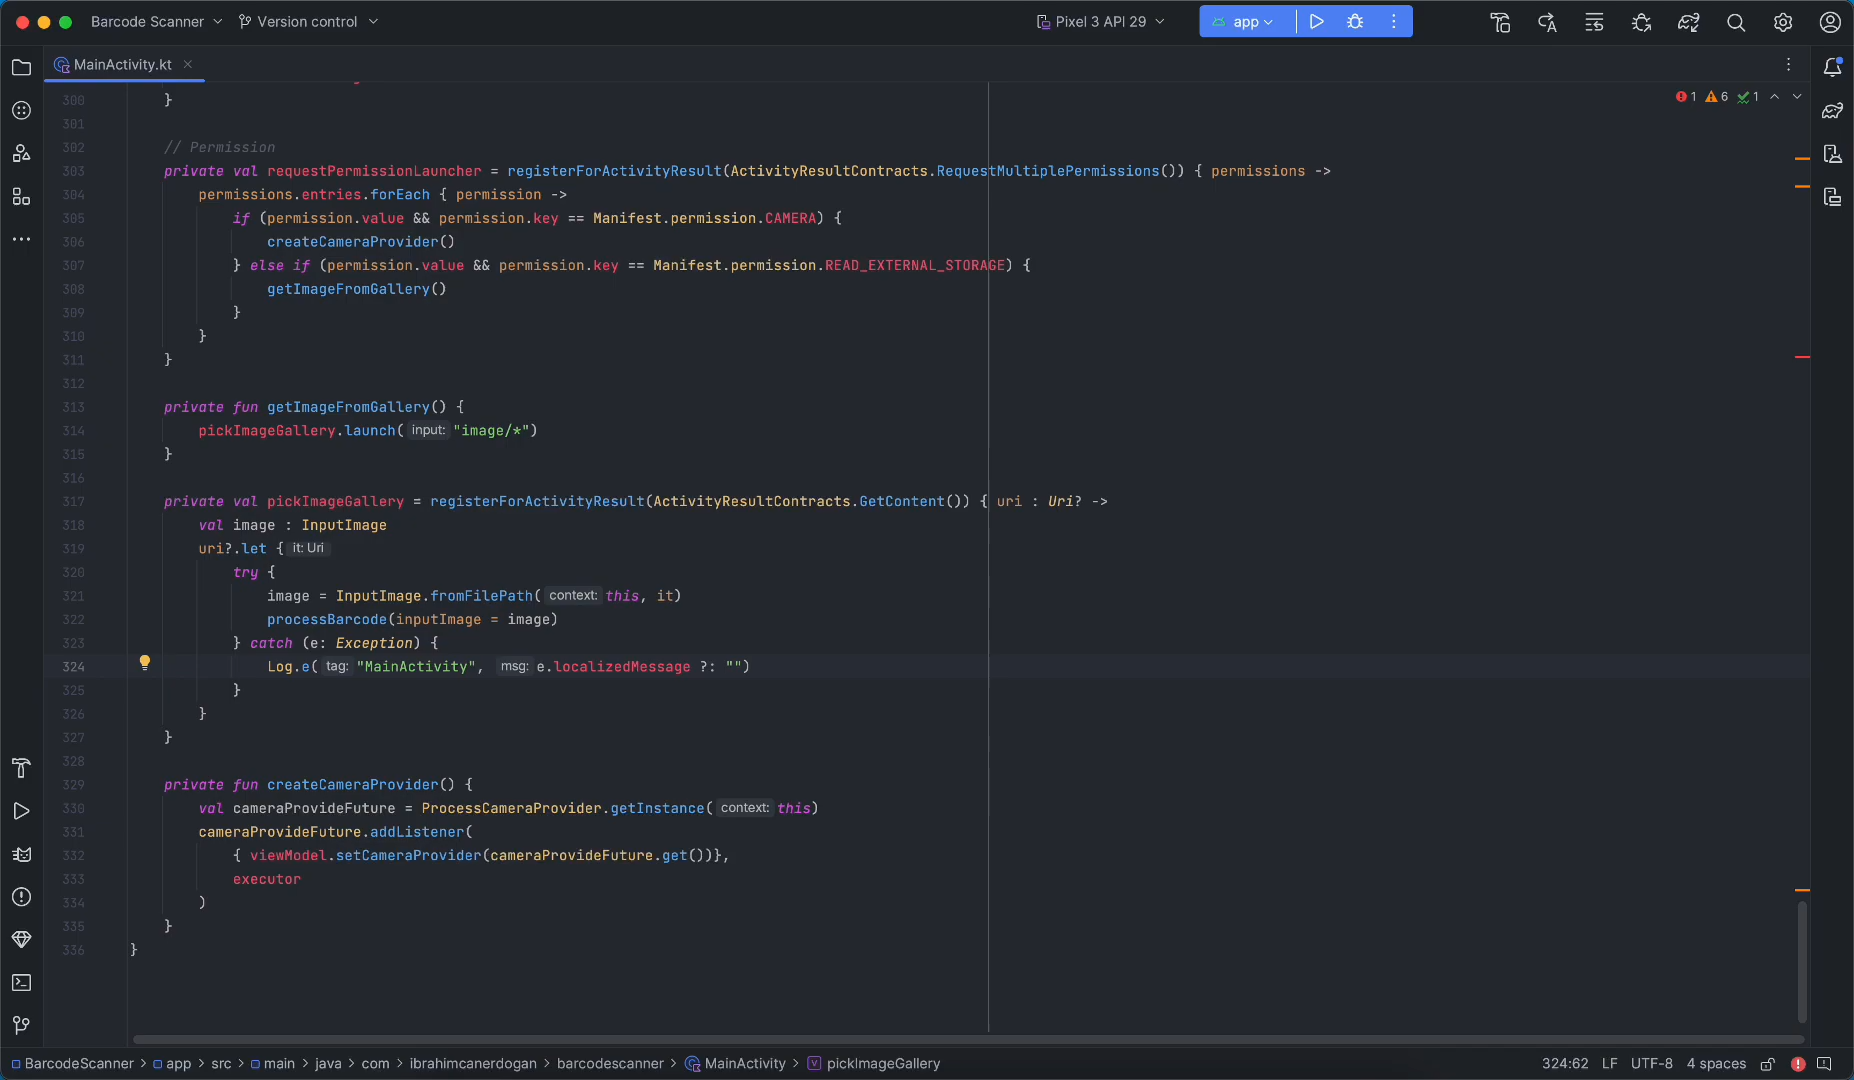 Barcode Scanner Version control Pixel 3 API 29 app
MainActivity.kt
1 6 1
300 }
301
302 // Permission
303 private val requestPermissionLauncher = registerForActivityResult(ActivityResultContracts.RequestMultiplePermissions()) { permissions ->
304 permissions.entries.forEach { permission ->
305 if (permission.value && permission.key == Manifest.permission.CAMERA) {
306 createCameraProvider()
307 } else if (permission.value && permission.key == Manifest.permission.READ_EXTERNAL_STORAGE) {
308 getImageFromGallery()
309 }
310 }
311 }
312
313 private fun getImageFromGallery() {
314 pickImageGallery.launch( input: "image/*")
315 }
316
317 private val pickImageGallery = registerForActivityResult(ActivityResultContracts.GetContent()) { uri : Uri? ->
318 val image : InputImage
319 uri?.let { it: Uri
320 try {
321 image = InputImage.fromFilePath( context: this, it)
322 processBarcode(inputImage = image)
323 } catch (e: Exception) {
324 Log.e( tag: "MainActivity", msg: e.localizedMessage ?: "")
325 }
326 }
327 }
328
329 private fun createCameraProvider() {
330 val cameraProvideFuture = ProcessCameraProvider.getInstance( context: this)
331 cameraProvideFuture.addListener(
332 { viewModel.setCameraProvider(cameraProvideFuture.get())},
333 executor
334 )
335 }
336 }
BarcodeScanner > app > src > main > java > com > ibrahimcanerdogan > barcodescanner > MainActivity > pickImageGallery 324:62 LF UTF-8 4 spaces